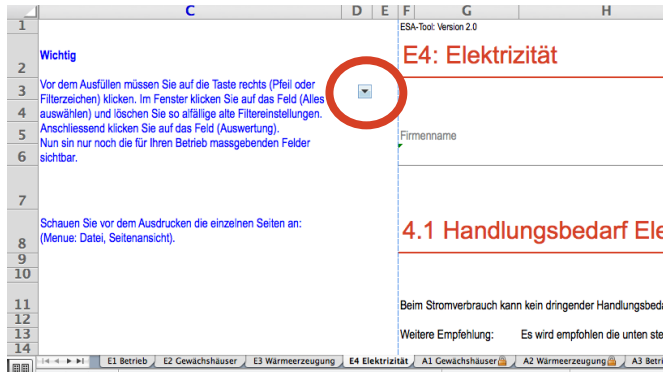 C D E F G H
1 ESA-Tool: Version 2.0
2 Wichtig E4: Elektrizität
3 Vor dem Ausfüllen müssen Sie auf die Taste rechts (Pfeil oder
Filterzeichen) klicken. Im Fenster klicken Sie auf das Feld (Alles
4 auswählen) und löschen Sie so alfällige alte Filtereinstellungen.
5 Anschliessend klicken Sie auf das Feld (Auswertung). Firmenname
Nun sin nur noch die für Ihren Betrieb massgebenden Felder
6 sichtbar.
7
Schauen Sie vor dem Ausdrucken die einzelnen Seiten an:
8 (Menue: Datei, Seitenansicht). 4.1 Handlungsbedarf Ele
9
10
11 Beim Stromverbrauch kann kein dringender Handlungsbeda
12
13 Weitere Empfehlung: Es wird empfohlen die unten ste
14
E1 Betrieb E2 Gewächshäuser E3 Wärmeerzeugung E4 Elektrizität A1 Gewächshäuser A2 Wärmeerzeugung A3 Betri